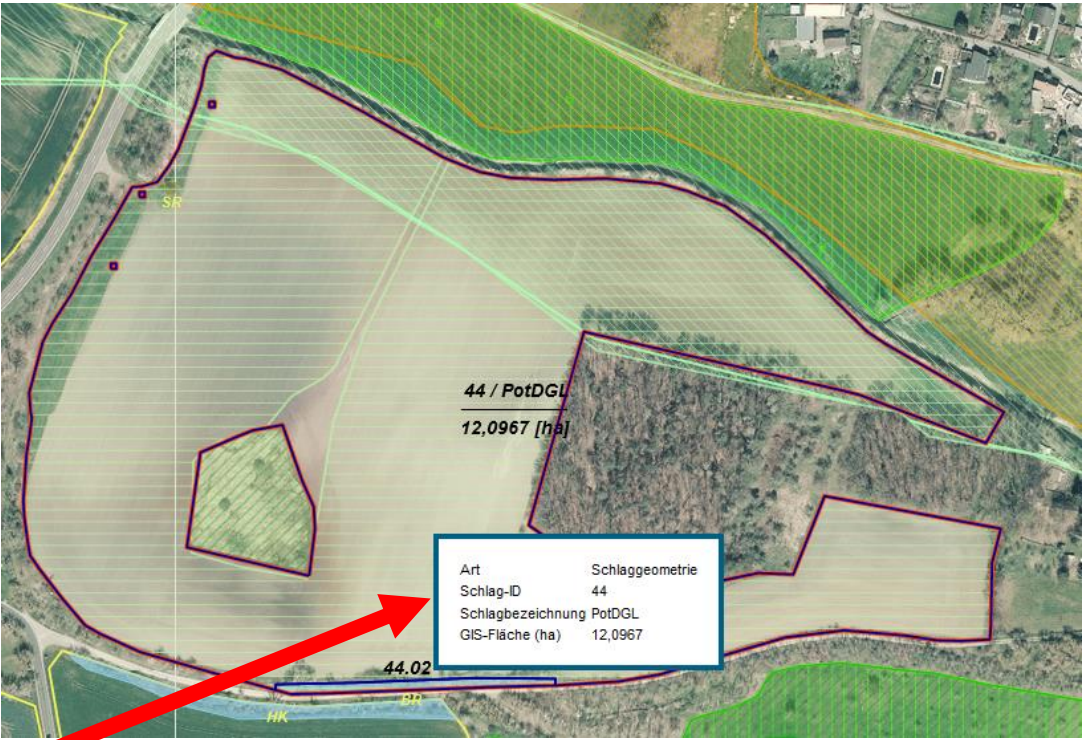 SR
44 / PotDGL
12,0967 [ha]
Art Schlaggeometrie
Schlag-ID 44
Schlagbezeichnung PotDGL
GIS-Fläche (ha) 12,0967
44.02
BR
HK